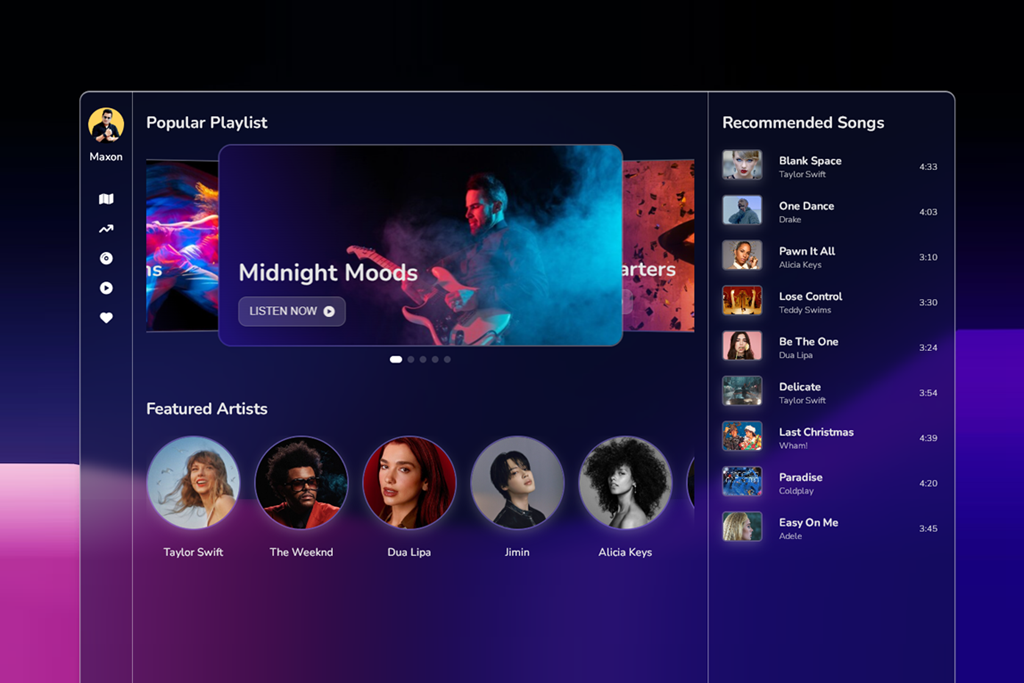 Maxon
Popular Playlist
ns
Midnight Moods
LISTEN NOW
arters
Featured Artists
Taylor Swift
The Weeknd
Dua Lipa
Jimin
Alicia Keys
Recommended Songs
Blank Space
Taylor Swift
4:33
One Dance
Drake
4:03
Pawn It All
Alicia Keys
3:10
Lose Control
Teddy Swims
3:30
Be The One
Dua Lipa
3:24
Delicate
Taylor Swift
3:54
Last Christmas
Wham!
4:39
Paradise
Coldplay
4:20
Easy On Me
Adele
3:45